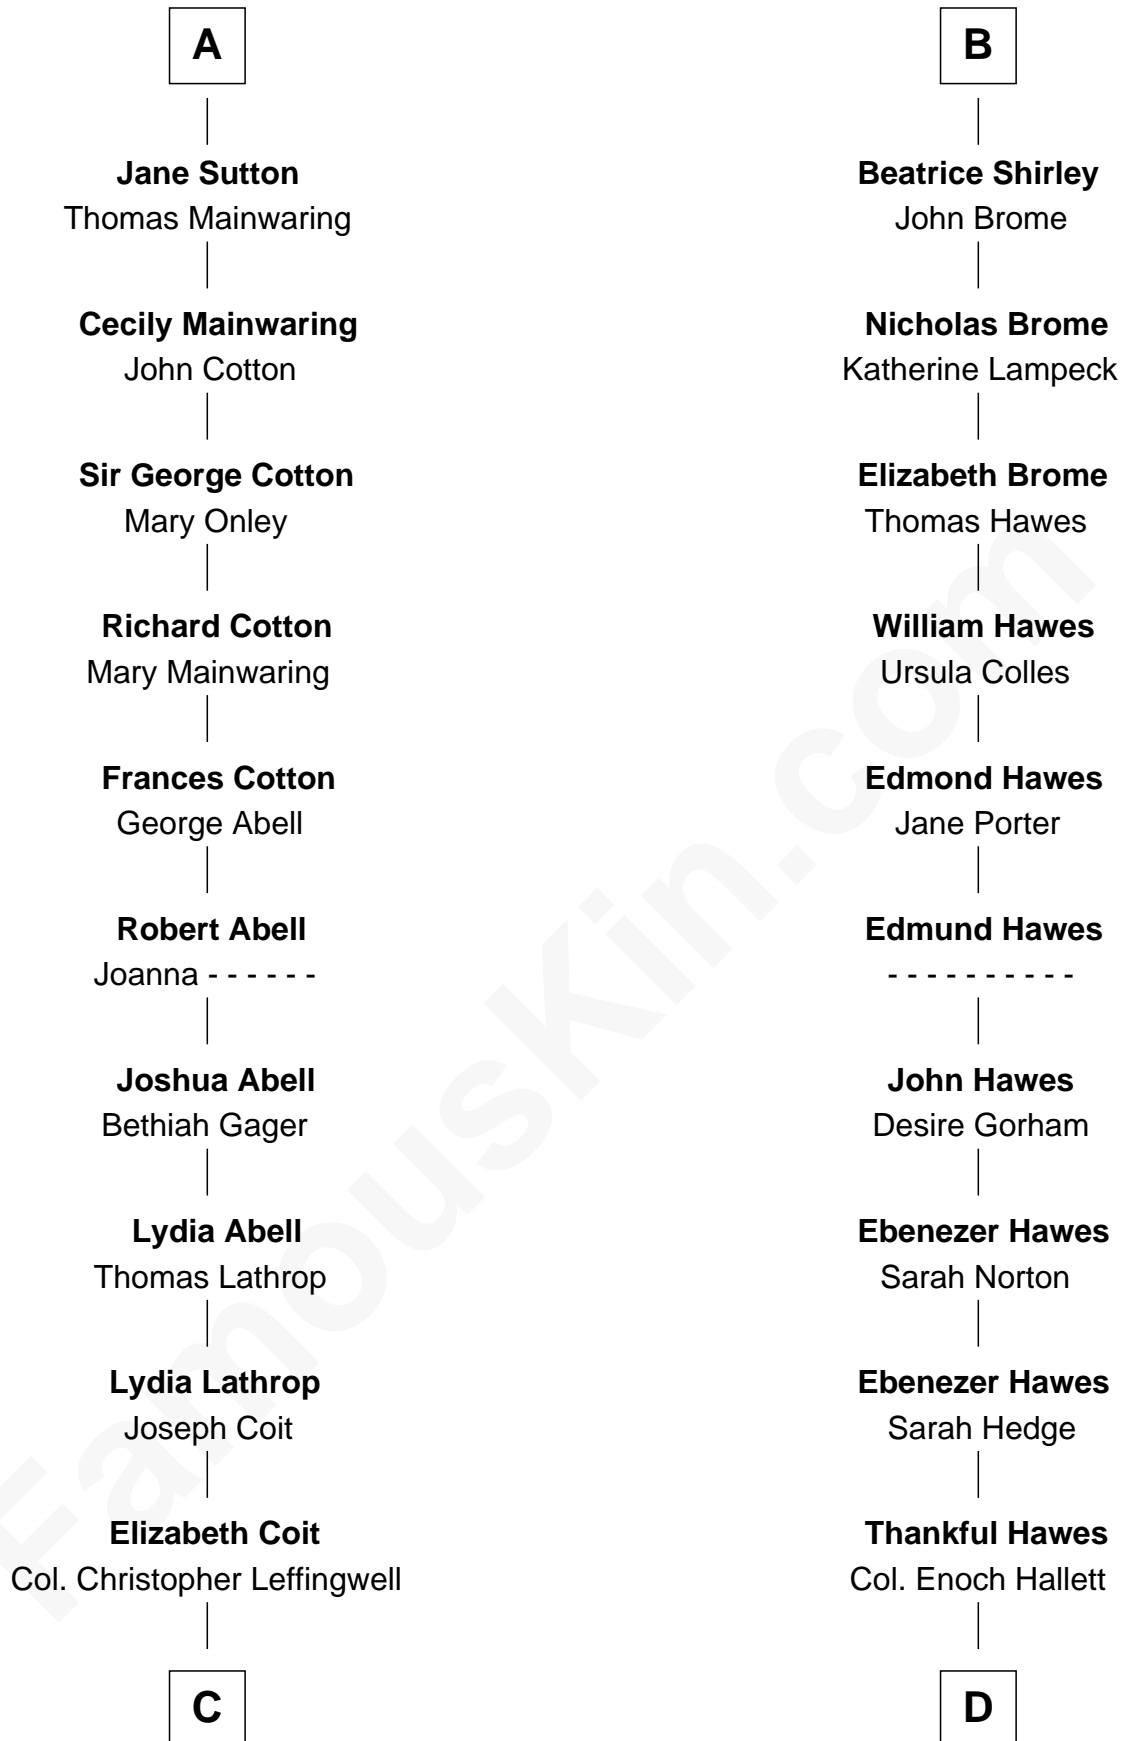 A
Jane Sutton
Thomas Mainwaring
Cecily Mainwaring
John Cotton
Sir George Cotton
Mary Onley
Richard Cotton
Mary Mainwaring
Frances Cotton
George Abell
Robert Abell
Joanna - - - - - -
Joshua Abell
Bethiah Gager
Lydia Abell
Thomas Lathrop
Lydia Lathrop
Joseph Coit
Elizabeth Coit
Col. Christopher Leffingwell
C
B
Beatrice Shirley
John Brome
Nicholas Brome
Katherine Lampeck
Elizabeth Brome
Thomas Hawes
William Hawes
Ursula Colles
Edmond Hawes
Jane Porter
Edmund Hawes
- - - - - - - - - -
John Hawes
Desire Gorham
Ebenezer Hawes
Sarah Norton
Ebenezer Hawes
Sarah Hedge
Thankful Hawes
Col. Enoch Hallett
D
FamousKin.com